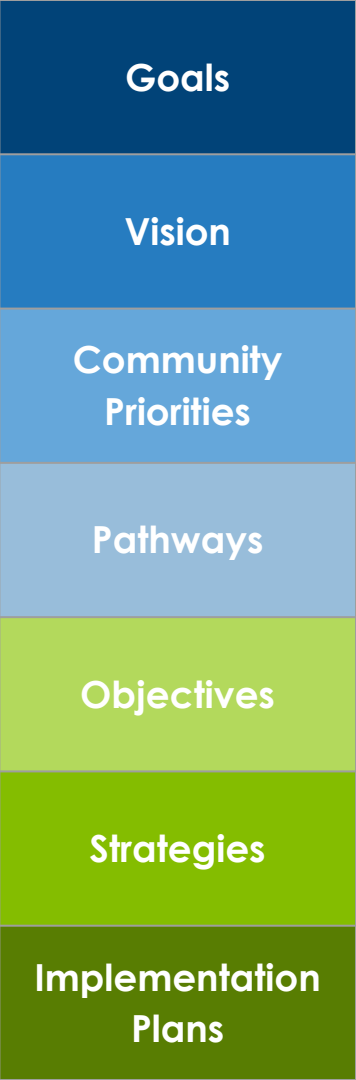 Goals
Vision
Community
Priorities
Pathways
Objectives
Strategies
Implementation
Plans